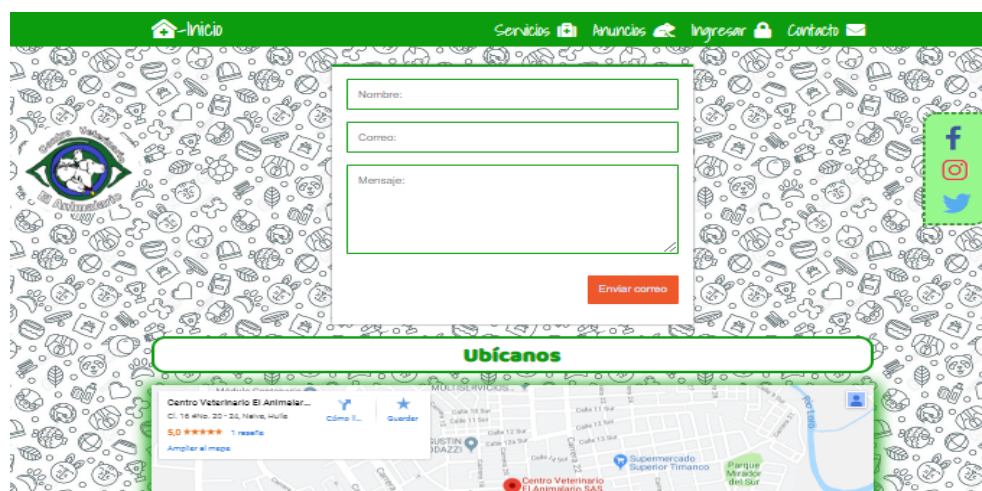 -Inicio
Servicios Anuncios Ingresar Contacto
Nombre:
Correo:
Mensaje:
Centro Veterinario
El Animalario
Enviar correo
Ubícanos
Centro Veterinario El Animalar...
Cl. 16 #No. 20 - 24, Neiva, Huila
5,0 ★★★★★ 1 reseña
Ampliar el mapa
Cómo ll...
Guardar
MULTISERVICIOS
Calle 11 Sur
Calle 12 Sur
Calle 12a Sur
Calle 13 Sur
Supermercado
Superior Timanco
Parque
Mirador
del Sur
Centro Veterinario
El Animalario SAS